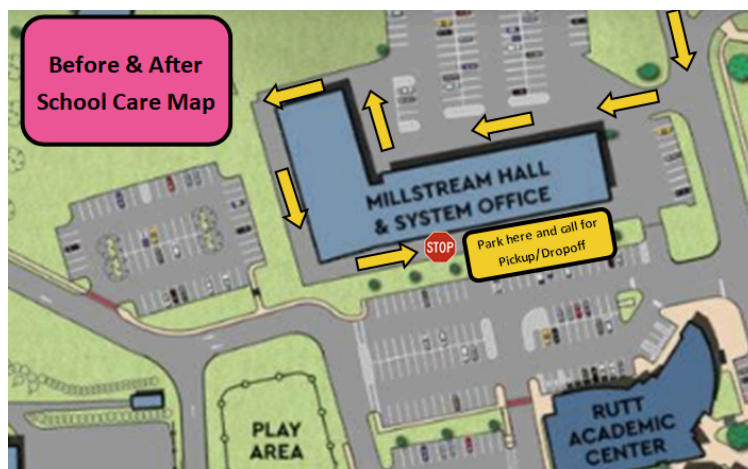 Before & After
School Care Map
MILLSTREAM HALL
& SYSTEM OFFICE
STOP
Park here and call for
Pickup/Dropoff
PLAY
AREA
RUTT
ACADEMIC
CENTER